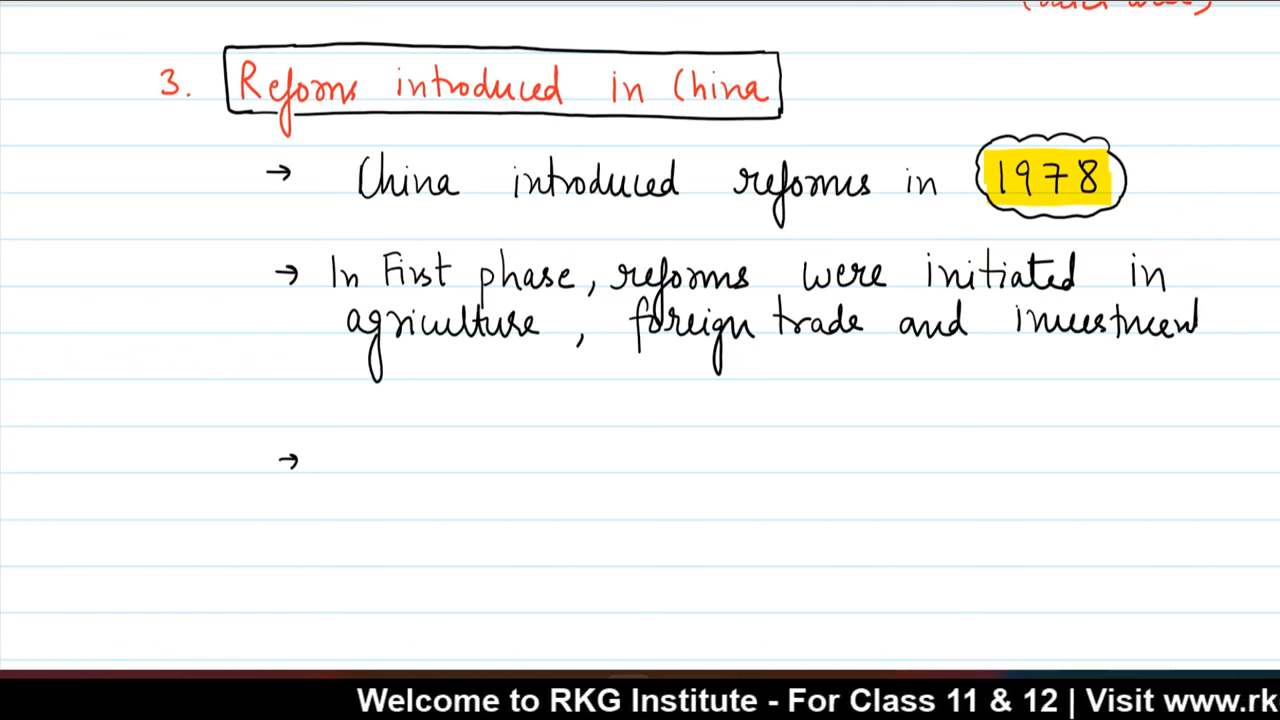 3. Reforms introduced in China
→ China introduced reforms in 1978
→ In First phase, reforms were initiated in
agriculture, foreign trade and investment
→
Welcome to RKG Institute - For Class 11 & 12 | Visit www.rk